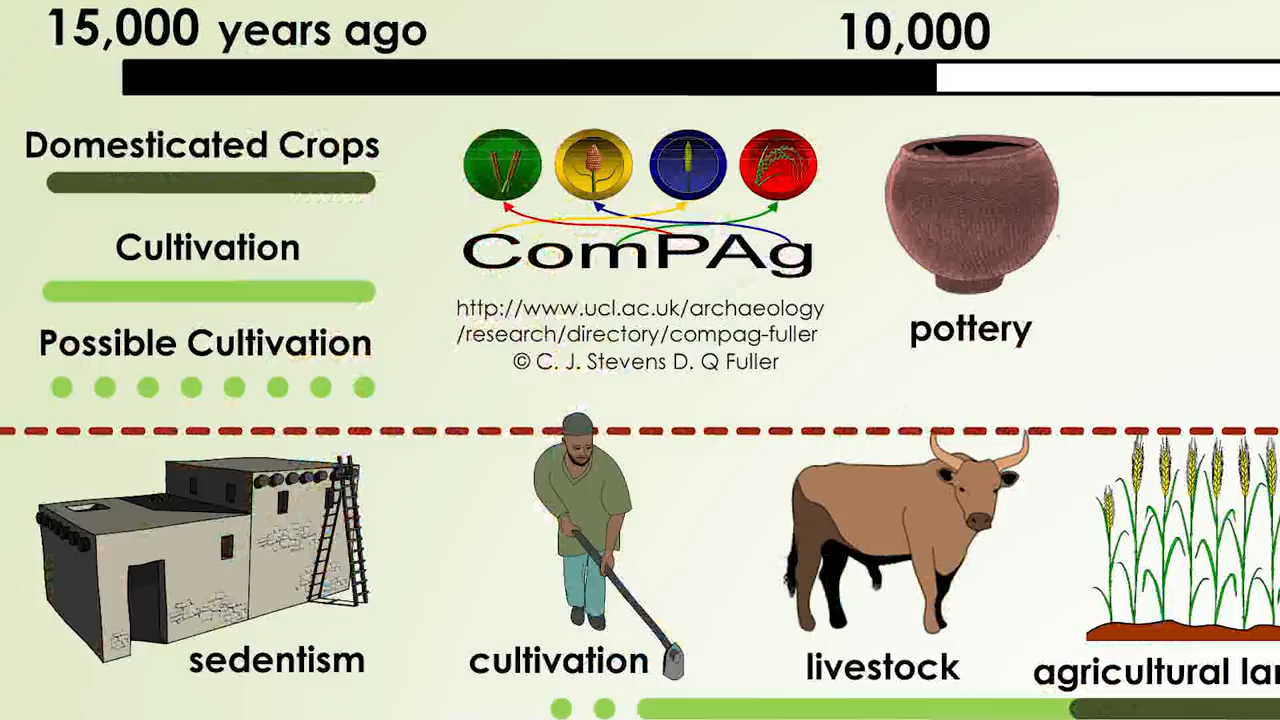 15,000 years ago
10,000
Domesticated Crops
Cultivation
Possible Cultivation
ComPAg
http://www.ucl.ac.uk/archaeology
/research/directory/compag-fuller
© C. J. Stevens D. Q Fuller
pottery
sedentism
cultivation
livestock
agricultural